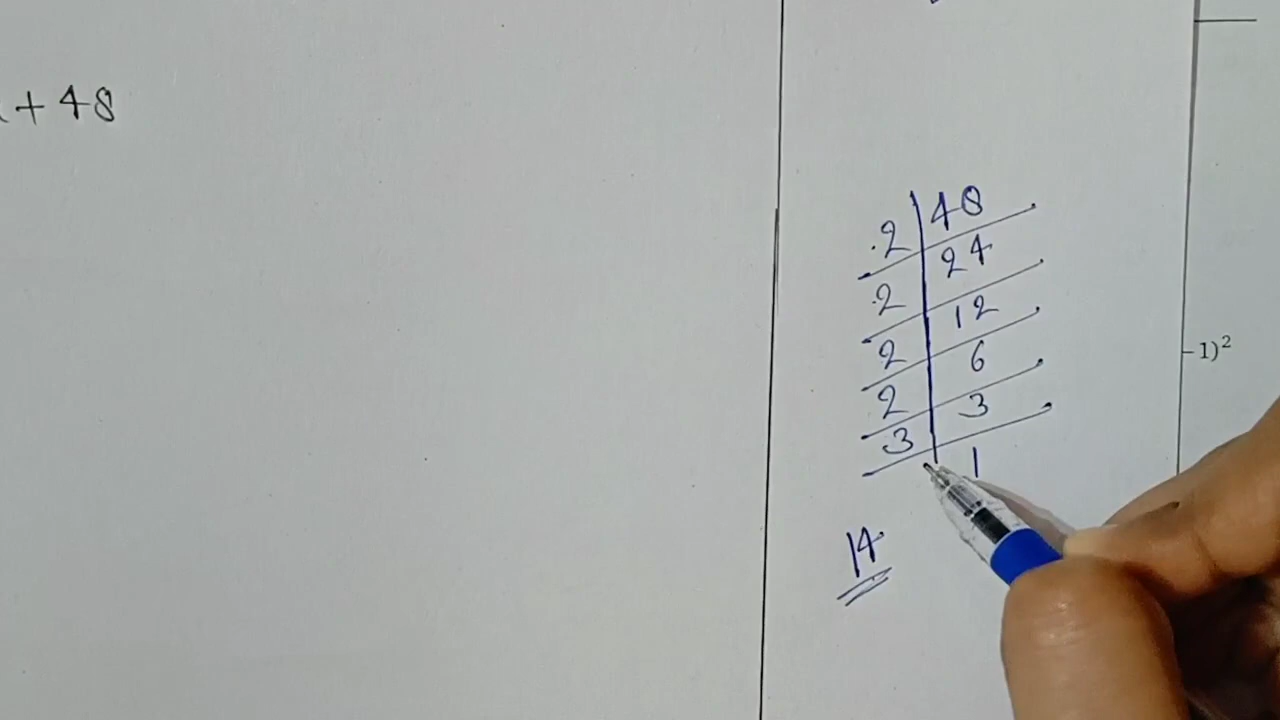 + 48
2 | 48
2 | 24
2 | 12
2 | 6
3 | 3
1
14
-1)²